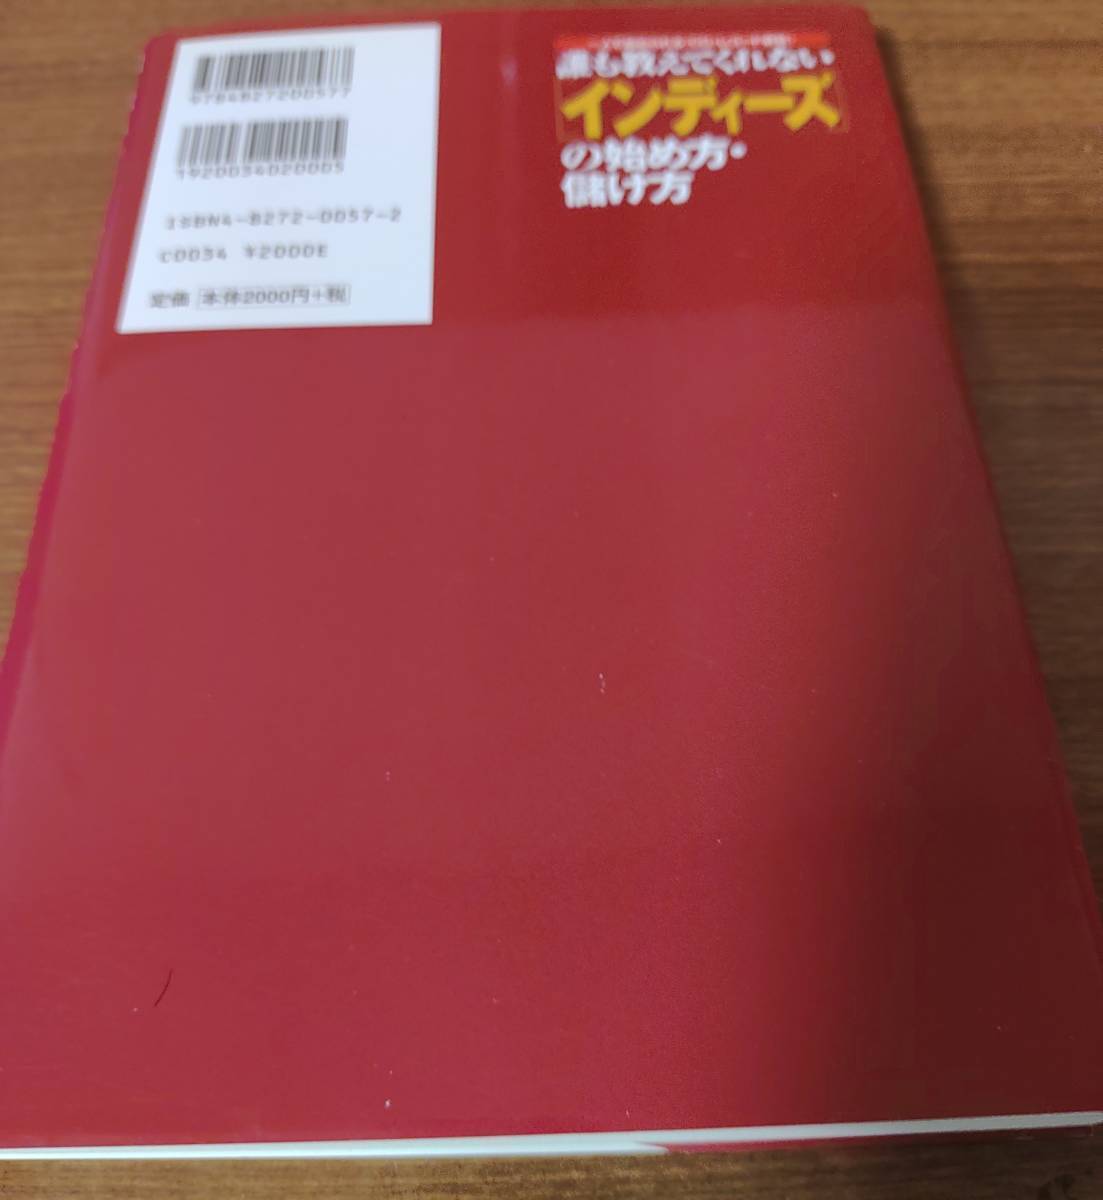 9784827200577
1920034020005
ISBN4-8272-0057-2
C0034 ¥2000E
定価 本体2000円+税
誰も教えてくれない
[インディーズ]
の始め方・
儲け方